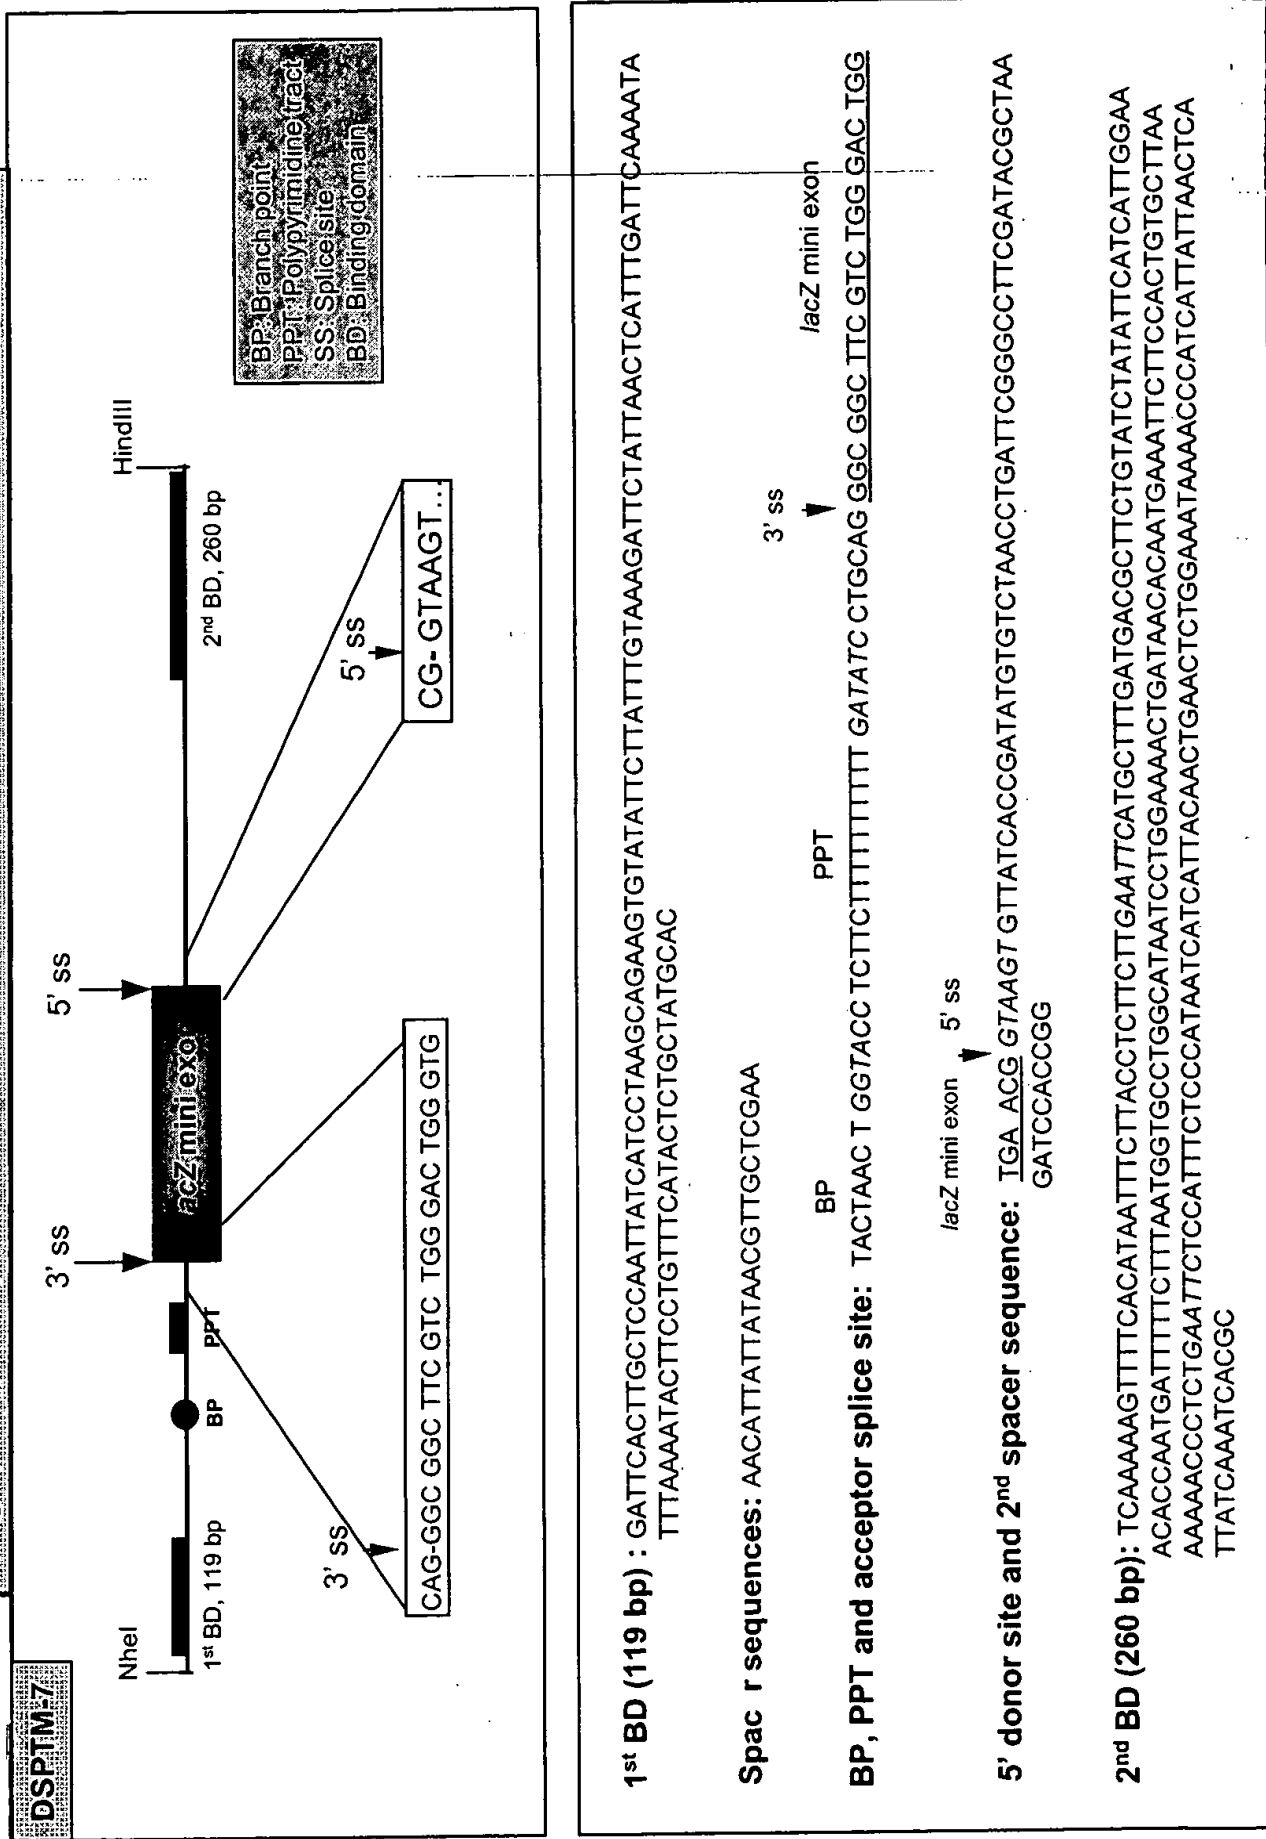 DSPTM-7
NheI
1st BD, 119 bp
BP
PPT
3' ss
lacZ mini exo
5' ss
2nd BD, 260 bp
HindIII
3' ss
CAG-GGC GGC TTC GTC TGG GAC TGG GTG
5' ss
CG- GTAAGT...
BP: Branch point
PPT: Polypyrimidine tract
SS: Splice site
BD: Binding domain
1st BD (119 bp) : GATTCACTTGCTCCAATTATCATCCTAAGCAGAAGTGTATATTCTTATTTGTAAAGATTCTATTAACTCATTTGATTCAAAATA
TTTAAAATACTTCCTGTTTCATACTCTGCTATGCAC
Spac r sequences: AACATTATTATAACGTTGCTCGAA
BP PPT 3' ss lacZ mini exon
BP, PPT and acceptor splice site: TACTAAC T GGTACC TCTTCTTTTTTTTTT GATATC CTGCAG GGC GGC TTC GTC TGG GAC TGG
lacZ mini exon 5' ss
5' donor site and 2nd spacer sequence: TGA ACG GTAAGT GTTATCACCGATATGTGTCTAACCTGATTCGGGCCTTCGATACGCTAA
GATCCACCGG
2nd BD (260 bp): TCAAAAAGTTTTCACATAATTTCTTACCTCTTCTTGAATTCATGCTTTGATGACGCTTCTGTATCTATATTCATCATTGGAA
ACACCAATGATTTTTCTTTAATGGTGCCTGGCATAATCCTGGAAAACTGATAACACAATGAAATTCTTCCACTGTGCTTAA
AAAAACCCTCTGAATTCTCCATTTCTCCCATAATCATCATTACAACTGAACTCTGGAAATAAAACCCATCATTATTAACTCA
TTATCAAATCACGC